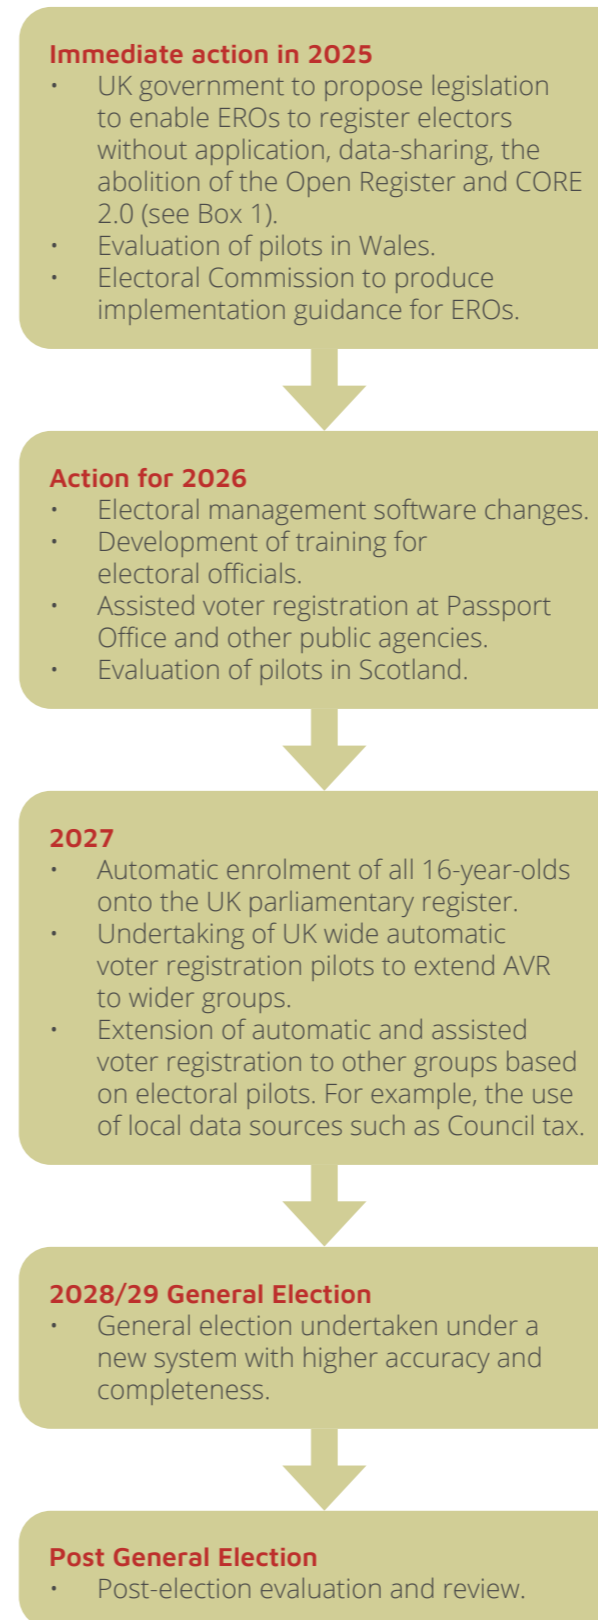 Immediate action in 2025
• UK government to propose legislation
to enable EROs to register electors
without application, data-sharing, the
abolition of the Open Register and CORE
2.0 (see Box 1).
• Evaluation of pilots in Wales.
• Electoral Commission to produce
implementation guidance for EROs.
Action for 2026
• Electoral management software changes.
• Development of training for
electoral officials.
• Assisted voter registration at Passport
Office and other public agencies.
• Evaluation of pilots in Scotland.
2027
• Automatic enrolment of all 16-year-olds
onto the UK parliamentary register.
• Undertaking of UK wide automatic
voter registration pilots to extend AVR
to wider groups.
• Extension of automatic and assisted
voter registration to other groups based
on electoral pilots. For example, the use
of local data sources such as Council tax.
2028/29 General Election
• General election undertaken under a
new system with higher accuracy and
completeness.
Post General Election
• Post-election evaluation and review.